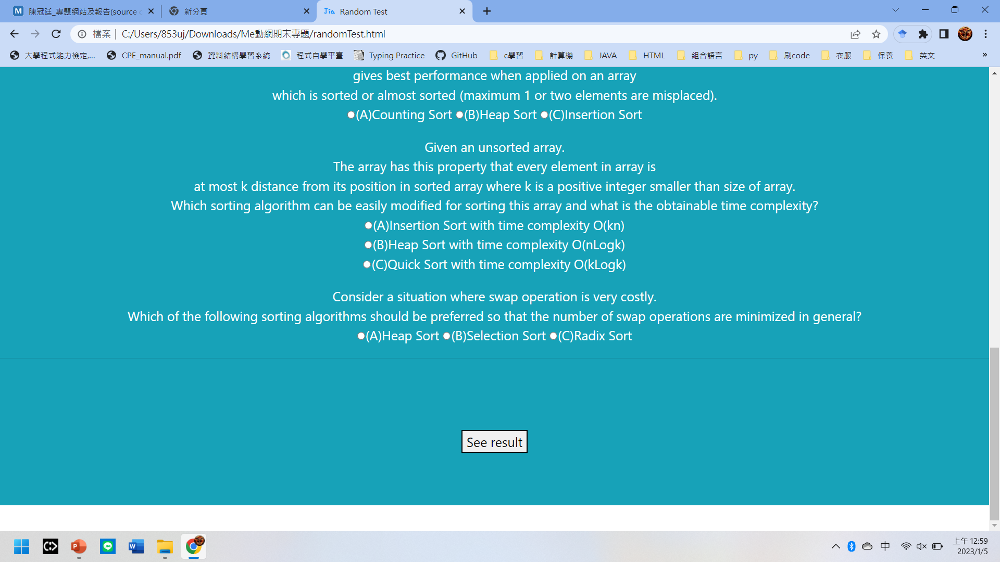 M 陳冠廷_專題網站及報告(source c
新分頁
Jia Random Test
檔案 C:/Users/853uj/Downloads/Me動網期末專題/randomTest.html
大學程式能力檢定,... CPE_manual.pdf 資料結構學習系統 程式自學平臺 Typing Practice GitHub c學習 計算機 JAVA HTML 組合語言 py 刷code 衣服 保養 英文 »
gives best performance when applied on an array
which is sorted or almost sorted (maximum 1 or two elements are misplaced).
(A)Counting Sort (B)Heap Sort (C)Insertion Sort
Given an unsorted array.
The array has this property that every element in array is
at most k distance from its position in sorted array where k is a positive integer smaller than size of array.
Which sorting algorithm can be easily modified for sorting this array and what is the obtainable time complexity?
(A)Insertion Sort with time complexity O(kn)
(B)Heap Sort with time complexity O(nLogk)
(C)Quick Sort with time complexity O(kLogk)
Consider a situation where swap operation is very costly.
Which of the following sorting algorithms should be preferred so that the number of swap operations are minimized in general?
(A)Heap Sort (B)Selection Sort (C)Radix Sort
See result
P LINE W 中 上午 12:59
2023/1/5